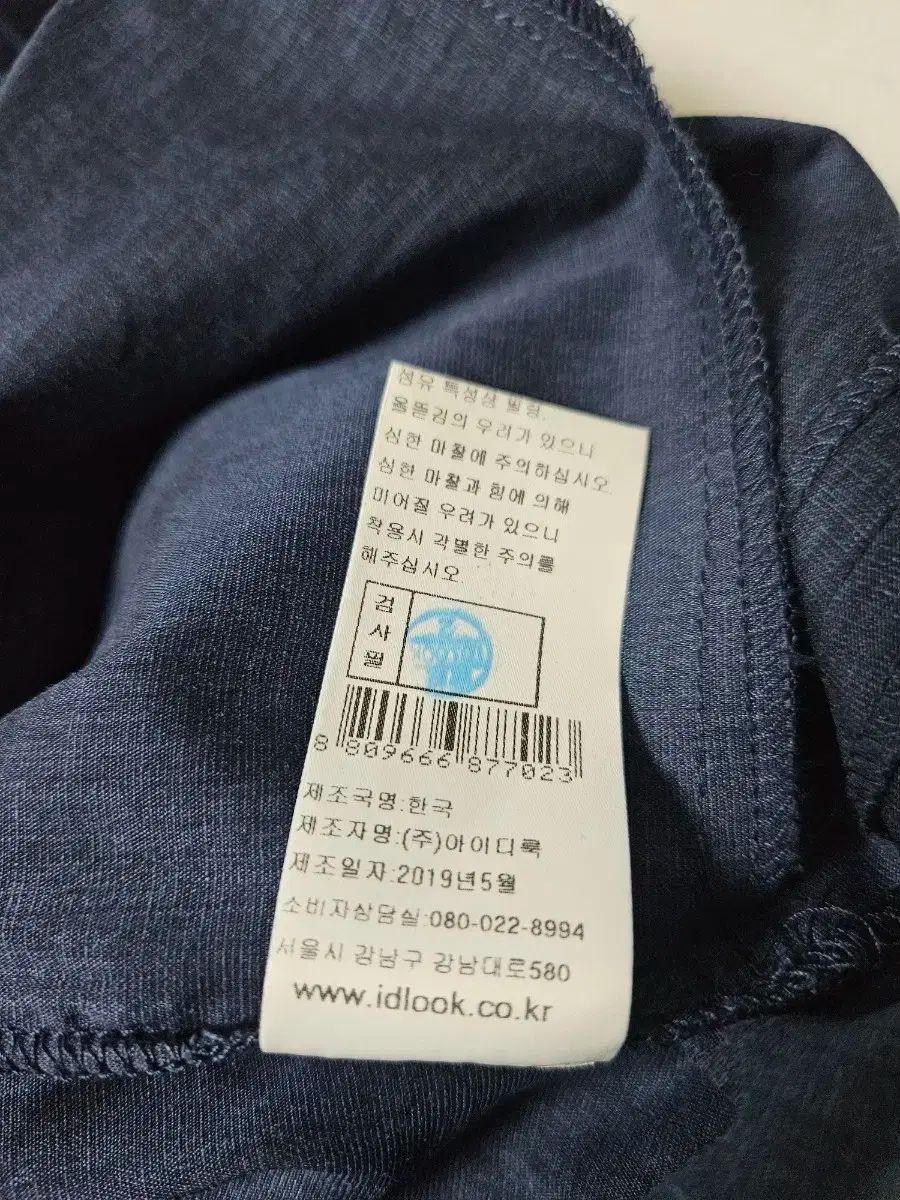 섬유 특성상 필링,
올뜯김의 우려가 있으니
심한 마찰에 주의하십시오.
심한 마찰과 힘에 의해
미어질 우려가 있으니
착용시 각별한 주의를
해주십시오.
검사필
8 809666 877023
제조국명:한국
제조자명:(주)아이디룩
제조일자:2019년5월
소비자상담실:080-022-8994
서울시 강남구 강남대로580
www.idlook.co.kr